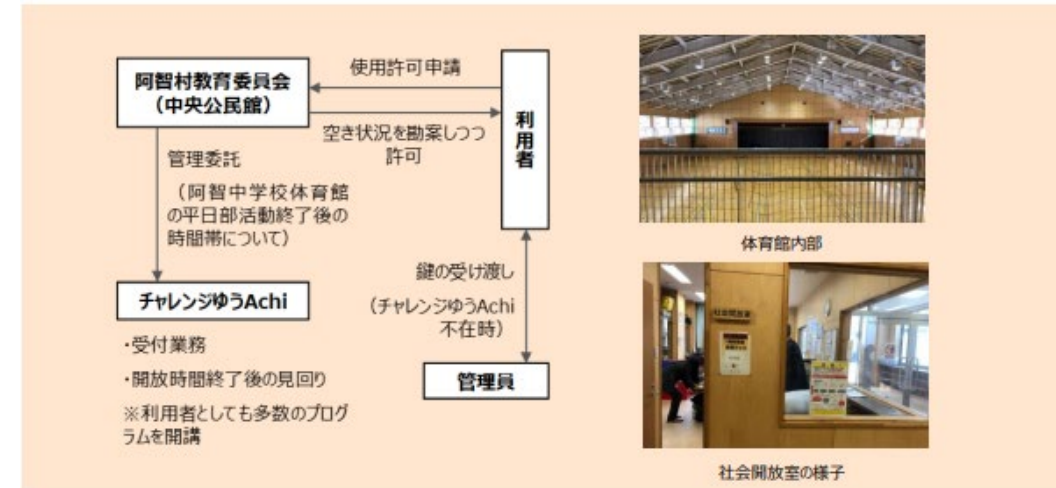 阿智村教育委員会
（中央公民館）
使用許可申請
空き状況を勘案しつつ
許可
利用者
管理委託
（阿智中学校体育館
の平日部活動終了後の
時間帯について）
チャレンジゆうAchi
・受付業務
・開放時間終了後の見回り
※利用者としても多数のプログ
ラムを開講
鍵の受け渡し
（チャレンジゆうAchi
不在時）
管理員
体育館内部
社会開放室
社会開放室の様子